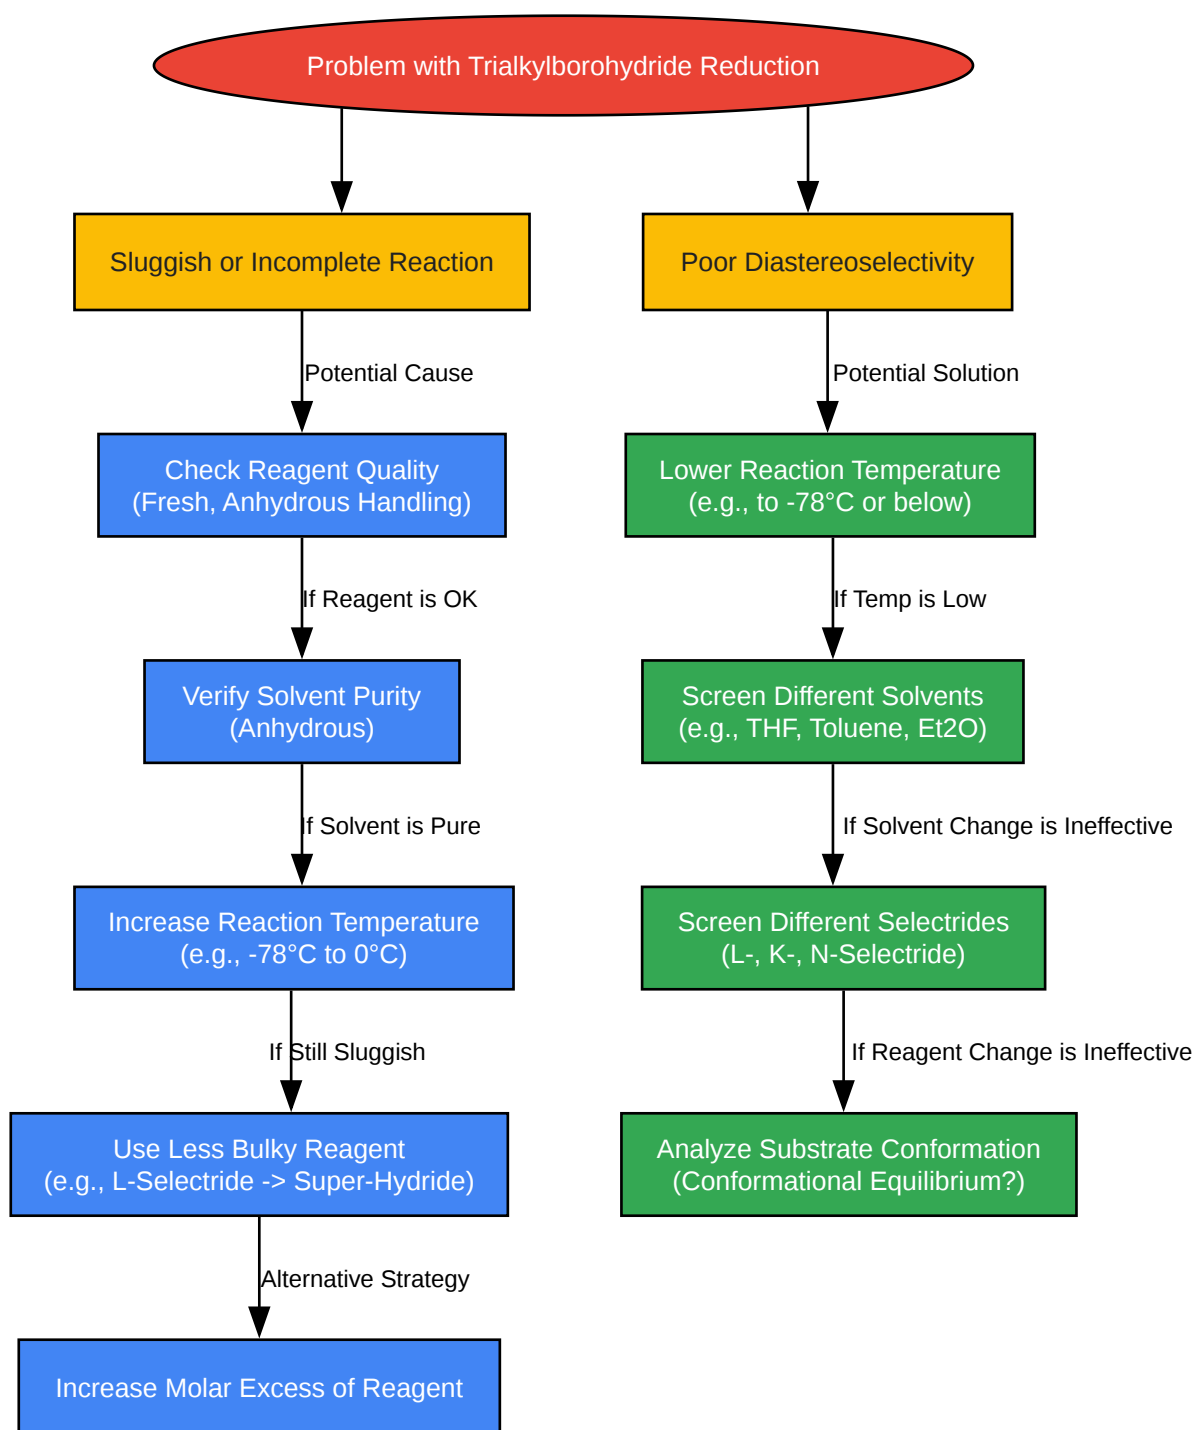 Problem with Trialkylborohydride Reduction
Sluggish or Incomplete Reaction
Poor Diastereoselectivity
Potential Cause
Potential Solution
Check Reagent Quality
(Fresh, Anhydrous Handling)
Lower Reaction Temperature
(e.g., to -78°C or below)
If Reagent is OK
If Temp is Low
Verify Solvent Purity
(Anhydrous)
Screen Different Solvents
(e.g., THF, Toluene, Et2O)
If Solvent is Pure
If Solvent Change is Ineffective
Increase Reaction Temperature
(e.g., -78°C to 0°C)
Screen Different Selectrides
(L-, K-, N-Selectride)
If Still Sluggish
If Reagent Change is Ineffective
Use Less Bulky Reagent
(e.g., L-Selectride -> Super-Hydride)
Analyze Substrate Conformation
(Conformational Equilibrium?)
Alternative Strategy
Increase Molar Excess of Reagent